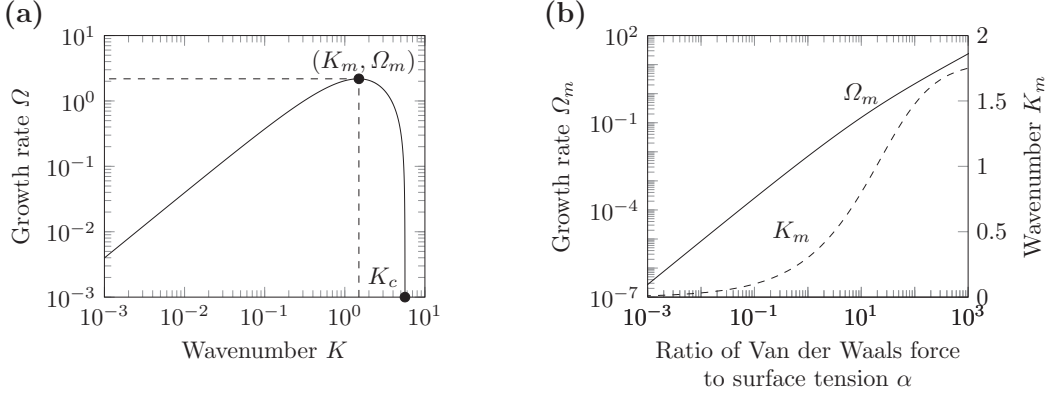 (a)
10^1
10^0
10^−1
10^−2
10^−3
10^−3
10^−2
10^−1
10^0
10^1
Growth rate Ω
Wavenumber K
(K_m, Ω_m)
K_c
(b)
10^2
10^−1
10^−4
10^−7
10^−3
10^−1
10^1
10^3
2
1.5
1
0.5
0
Growth rate Ω_m
Wavenumber K_m
Ω_m
K_m
Ratio of Van der Waals force
to surface tension α